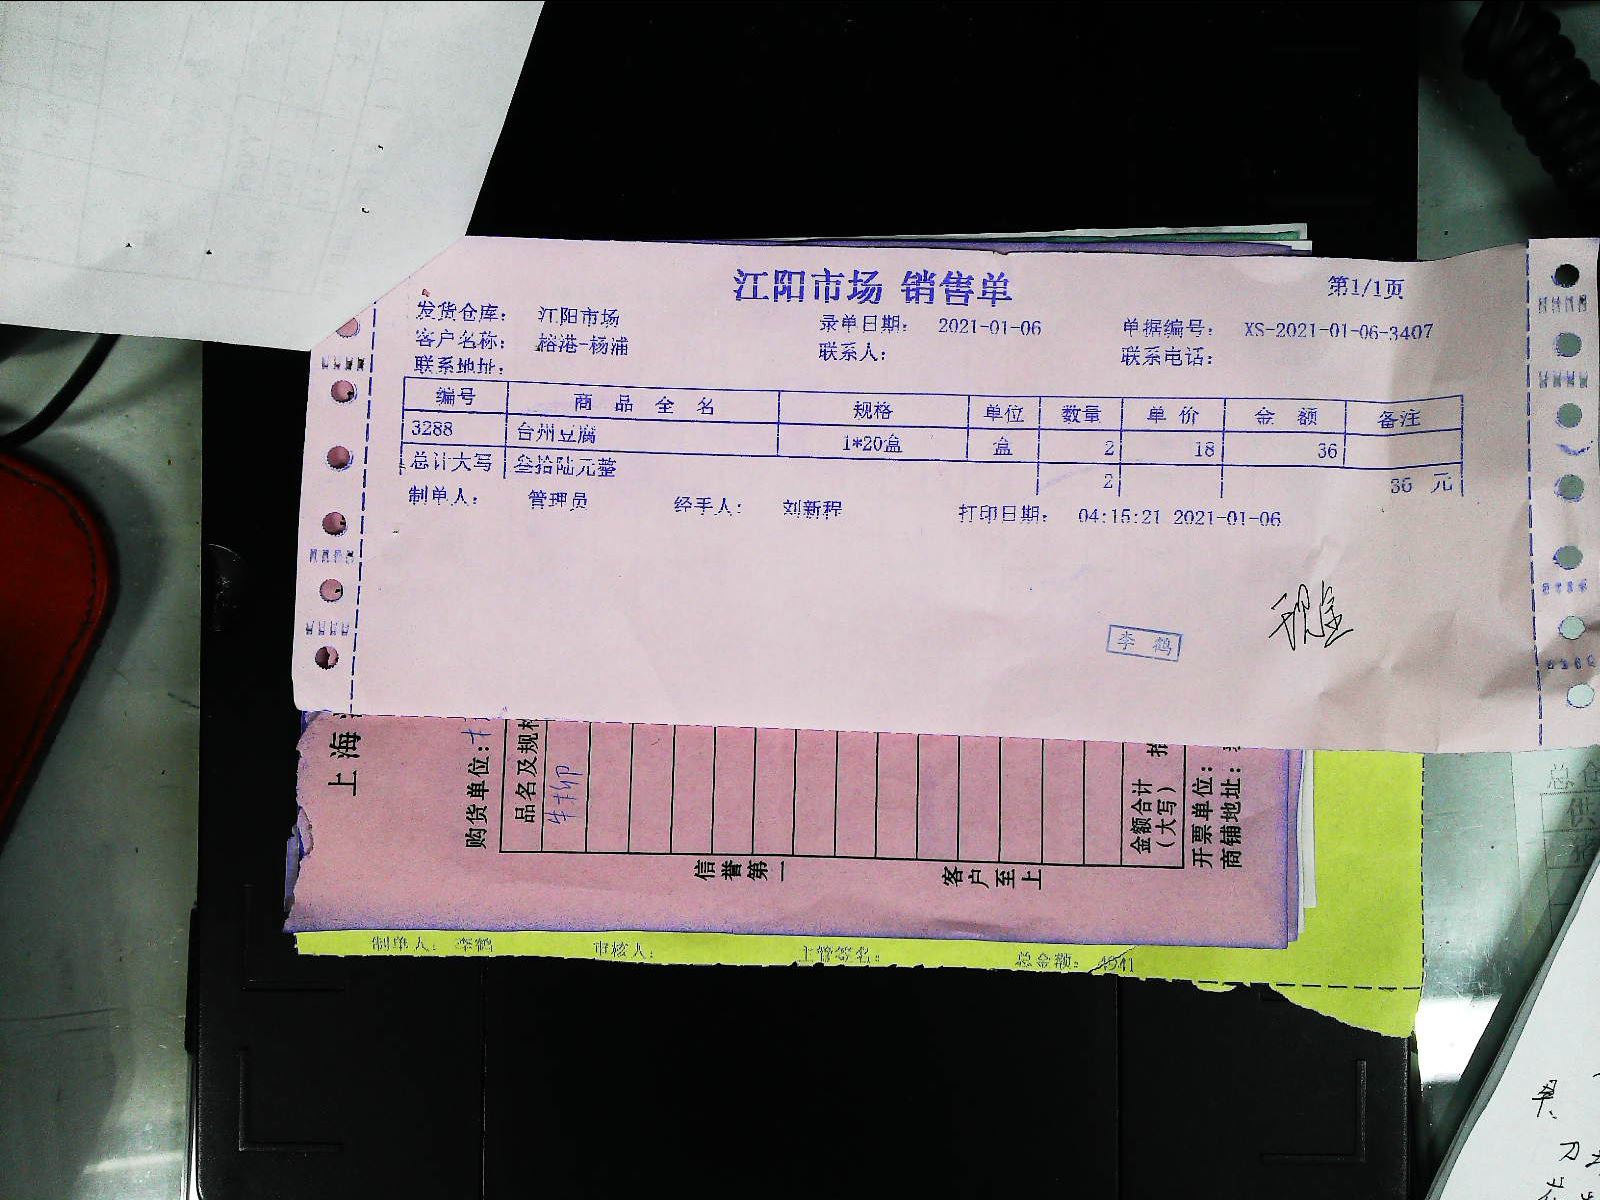 江阳市场 销售单
第1/1页
发货仓库： 江阳市场 录单日期： 2021-01-06 单据编号： XS-2021-01-06-3407
客户名称： 榕港-杨浦 联系人： 联系电话：
联系地址：
编号 商 品 全 名 规格 单位 数量 单 价 金 额 备注
3288 台州豆腐 1*20盒 盒 2 18 36
总计大写 叁拾陆元整 2 36 元
制单人： 管理员 经手人： 刘新程 打印日期： 04:15:21 2021-01-06
现金
李 鹤
上海
购货单位：
品名及规格
牛柳
金额合计
（大写）
开票单位：
商铺地址：
信誉第一
客户至上
制单人： 李鹤 审核人： 主管签名： 总金额： 4541
单
刀